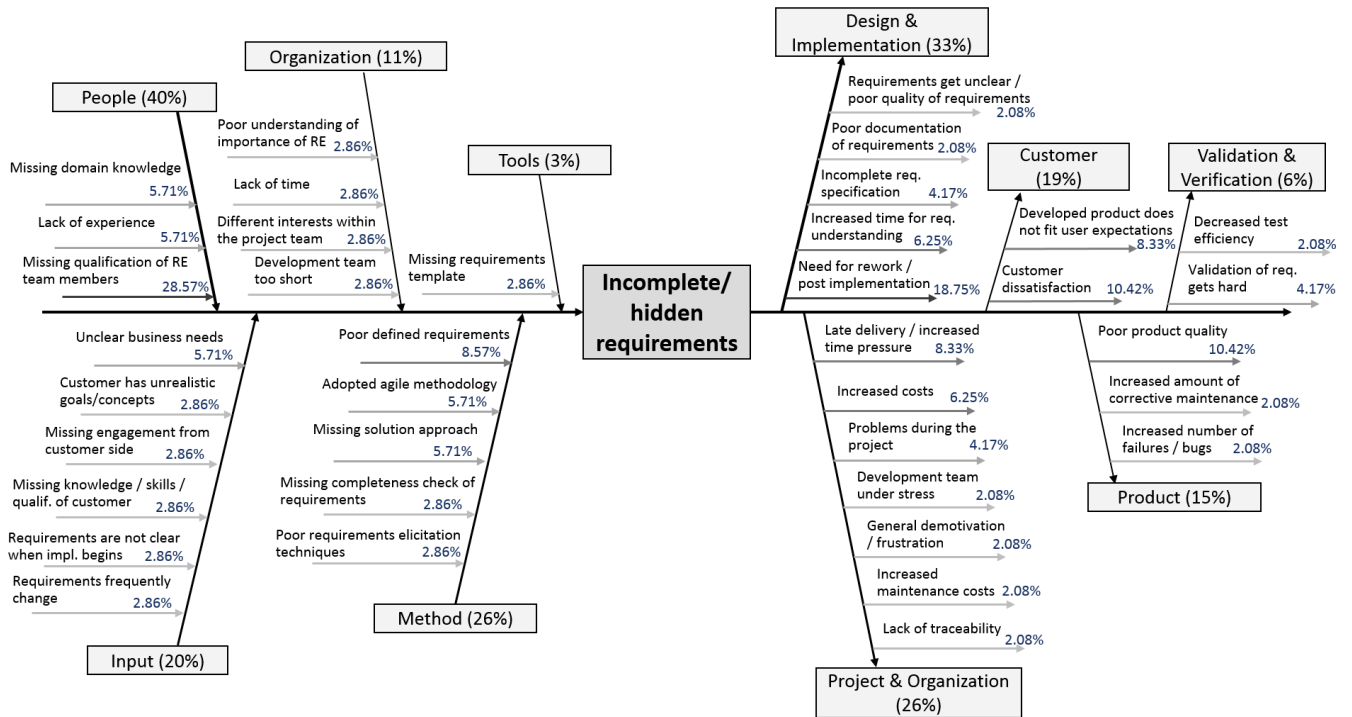 Organization (11%)
People (40%)
Poor understanding of
importance of RE
2.86%
Missing domain knowledge
5.71%
Lack of time
2.86%
Lack of experience
5.71%
Different interests within
the project team
2.86%
Missing qualification of RE
team members
28.57%
Development team
too short
2.86%
Tools (3%)
Missing requirements
template
2.86%
Incomplete/
hidden
requirements
Unclear business needs
5.71%
Customer has unrealistic
goals/concepts
2.86%
Missing engagement from
customer side
2.86%
Missing knowledge / skills /
qualif. of customer
2.86%
Requirements are not clear
when impl. begins
2.86%
Requirements frequently
change
2.86%
Input (20%)
Poor defined requirements
8.57%
Adopted agile methodology
5.71%
Missing solution approach
5.71%
Missing completeness check of
requirements
2.86%
Poor requirements elicitation
techniques
2.86%
Method (26%)
Design &
Implementation (33%)
Requirements get unclear /
poor quality of requirements
2.08%
Poor documentation
of requirements
2.08%
Incomplete req.
specification
4.17%
Increased time for req.
understanding
6.25%
Need for rework /
post implementation
18.75%
Customer
(19%)
Developed product does
not fit user expectations
8.33%
Customer
dissatisfaction
10.42%
Validation &
Verification (6%)
Decreased test
efficiency
2.08%
Validation of req.
gets hard
4.17%
Late delivery / increased
time pressure
8.33%
Increased costs
6.25%
Problems during the
project
4.17%
Development team
under stress
2.08%
General demotivation
/ frustration
2.08%
Increased
maintenance costs
2.08%
Lack of traceability
2.08%
Project & Organization
(26%)
Poor product quality
10.42%
Increased amount of
corrective maintenance
2.08%
Increased number of
failures / bugs
2.08%
Product (15%)